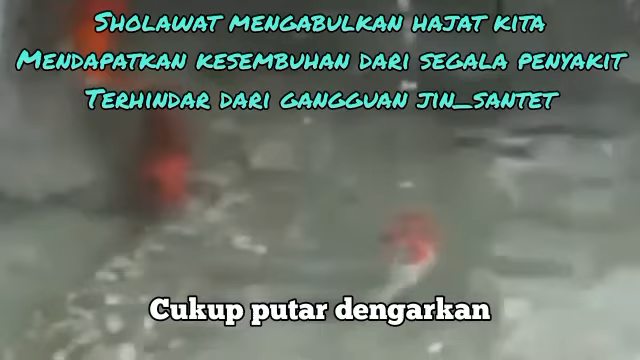 Sholawat mengabulkan hajat kita
Mendapatkan kesembuhan dari segala penyakit
Terhindar dari gangguan jin_santet
Cukup putar dengarkan